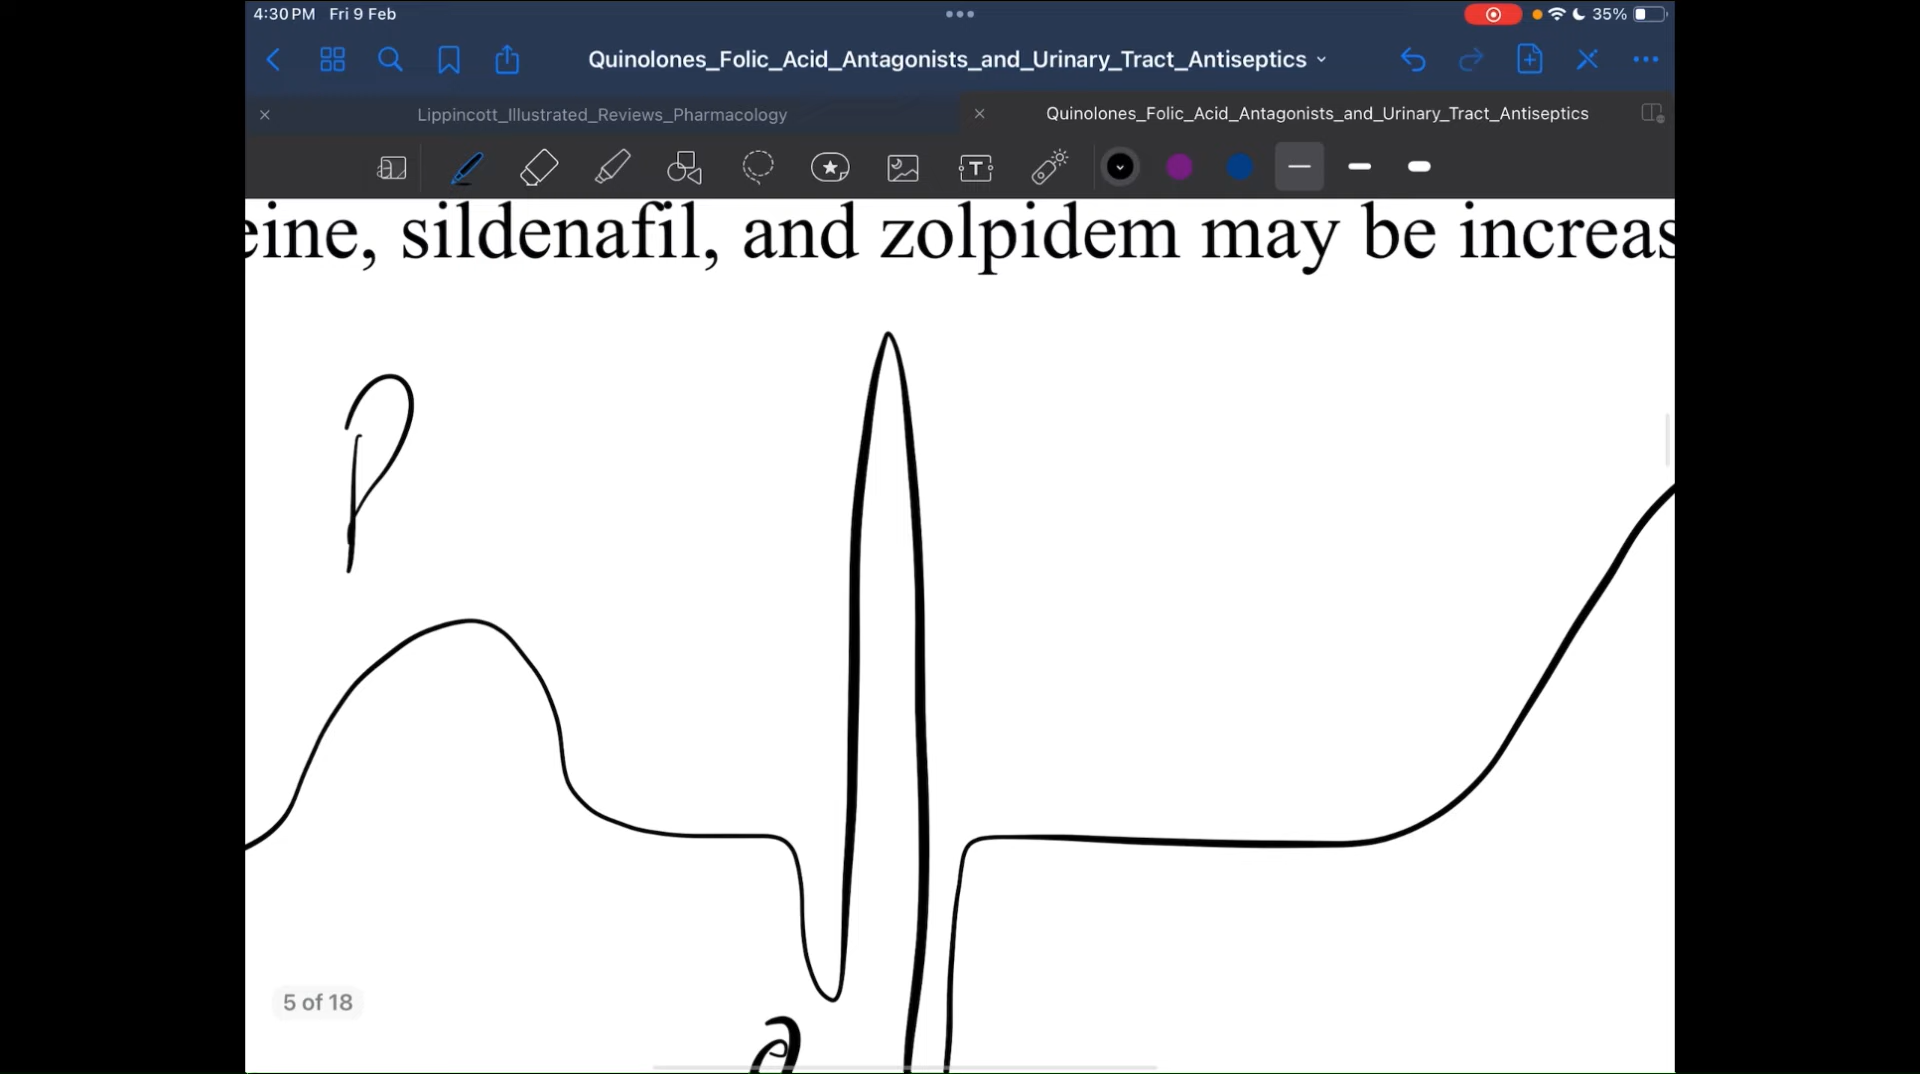 4:30 PM Fri 9 Feb
35%
Quinolones_Folic_Acid_Antagonists_and_Urinary_Tract_Antiseptics
Lippincott_Illustrated_Reviews_Pharmacology
Quinolones_Folic_Acid_Antagonists_and_Urinary_Tract_Antiseptics
T
eine, sildenafil, and zolpidem may be increas
P
5 of 18